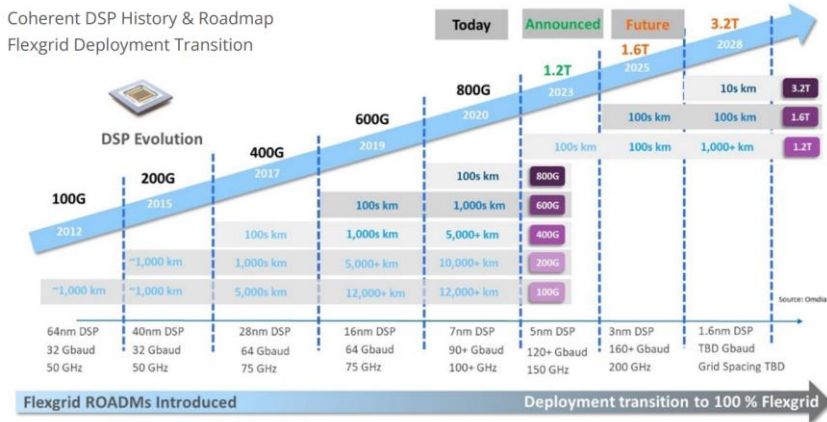 Coherent DSP History & Roadmap
Flexgrid Deployment Transition
Today
Announced
Future
3.2T
1.6T
1.2T
800G
600G
400G
200G
100G
2028
2025
2023
2020
2019
2017
2015
2012
DSP Evolution
10s km 3.2T
100s km 100s km 1.6T
100s km 100s km 1,000+ km 1.2T
100s km 800G
100s km 1,000s km 600G
100s km 1,000s km 5,000+ km 400G
~1,000 km 1,000s km 5,000+ km 10,000+ km 200G
~1,000 km ~1,000 km 5,000s km 12,000+ km 12,000+ km 100G
Source: Omdia
64nm DSP 40nm DSP 28nm DSP 16nm DSP 7nm DSP 5nm DSP 3nm DSP 1.6nm DSP
32 Gbaud 32 Gbaud 64 Gbaud 64 Gbaud 90+ Gbaud 120+ Gbaud 160+ Gbaud TBD Gbaud
50 GHz 50 GHz 75 GHz 75 GHz 100+ GHz 150 GHz 200 GHz Grid Spacing TBD
Flexgrid ROADMs Introduced Deployment transition to 100 % Flexgrid